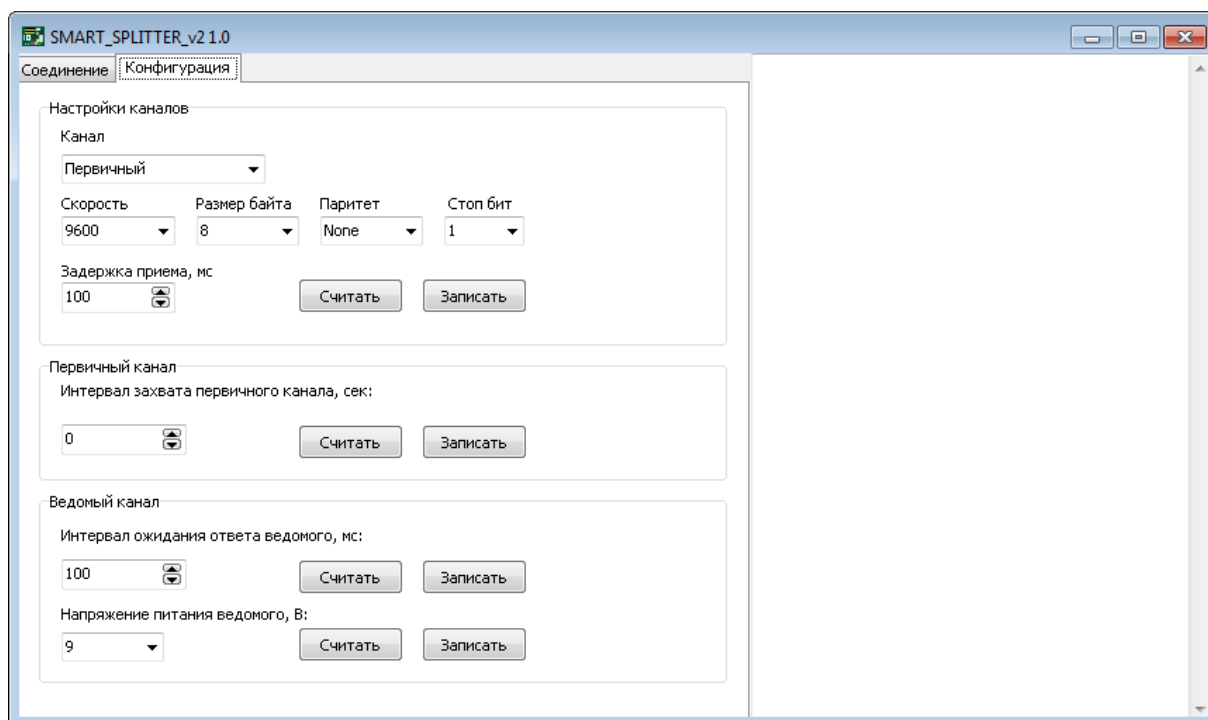 SMART_SPLITTER_v2 1.0
Соединение Конфигурация
Настройки каналов
Канал
Первичный
Скорость Размер байта Паритет Стоп бит
9600 8 None 1
Задержка приема, мс
100 Считать Записать
Первичный канал
Интервал захвата первичного канала, сек:
0 Считать Записать
Ведомый канал
Интервал ожидания ответа ведомого, мс:
100 Считать Записать
Напряжение питания ведомого, В:
9 Считать Записать